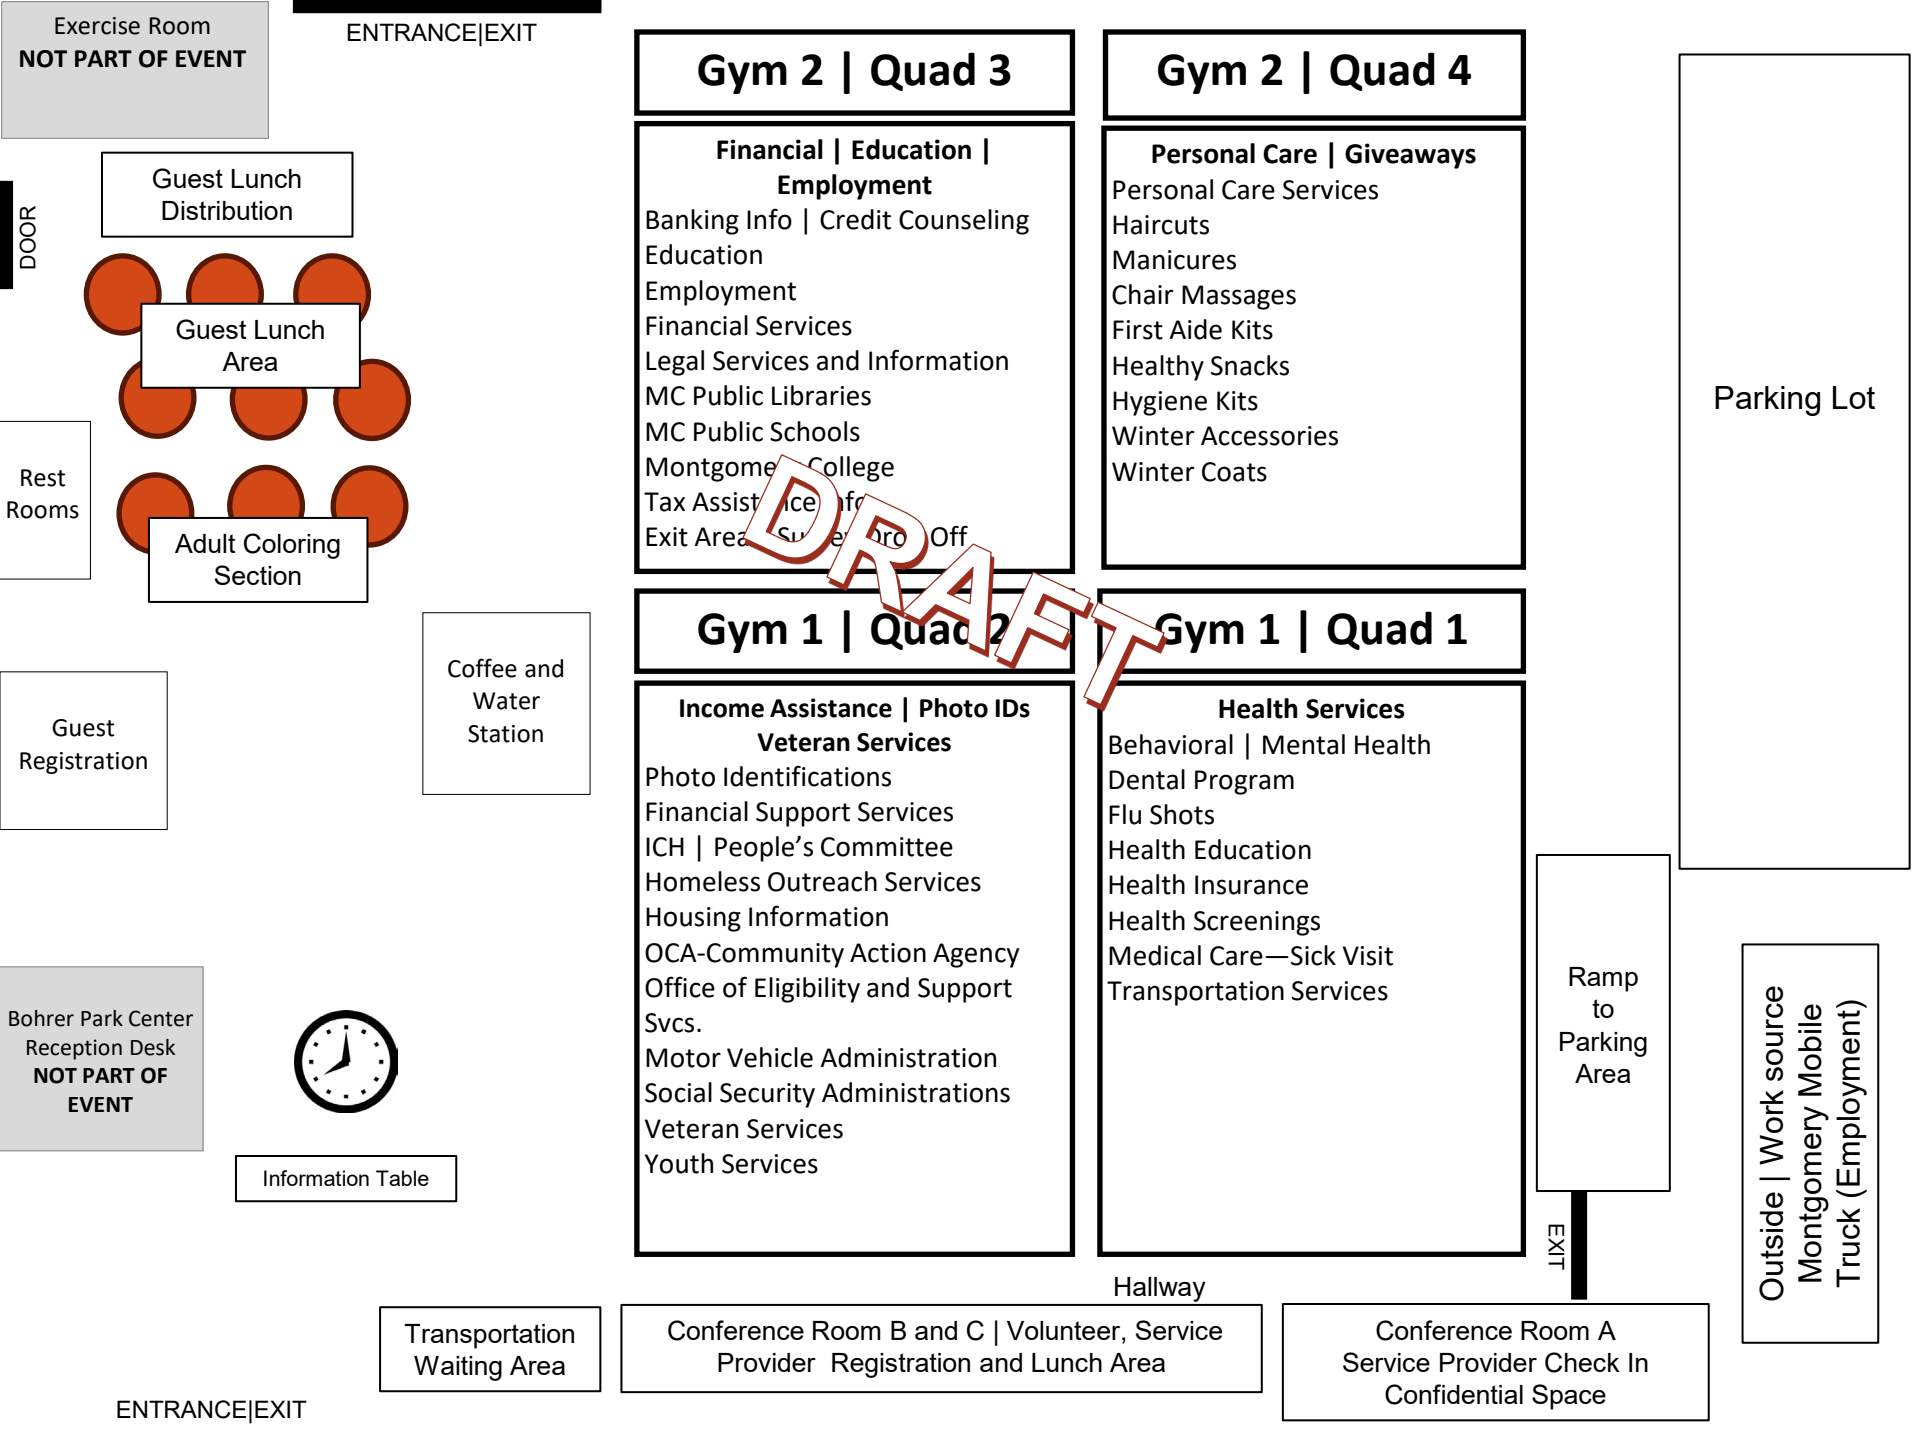 Exercise Room
NOT PART OF EVENT
ENTRANCE|EXIT
Guest Lunch
Distribution
DOOR
Guest Lunch
Area
Rest
Rooms
Adult Coloring
Section
Coffee and
Water
Station
Guest
Registration
Bohrer Park Center
Reception Desk
NOT PART OF
EVENT
Information Table
Transportation
Waiting Area
ENTRANCE|EXIT
Gym 2 | Quad 3
Financial | Education |
Employment
Banking Info | Credit Counseling
Education
Employment
Financial Services
Legal Services and Information
MC Public Libraries
MC Public Schools
Montgomery College
Tax Assistance Info
Exit Area Survey Drop Off
Gym 2 | Quad 4
Personal Care | Giveaways
Personal Care Services
Haircuts
Manicures
Chair Massages
First Aide Kits
Healthy Snacks
Hygiene Kits
Winter Accessories
Winter Coats
DRAFT
Gym 1 | Quad 2
Income Assistance | Photo IDs
Veteran Services
Photo Identifications
Financial Support Services
ICH | People’s Committee
Homeless Outreach Services
Housing Information
OCA-Community Action Agency
Office of Eligibility and Support
Svcs.
Motor Vehicle Administration
Social Security Administrations
Veteran Services
Youth Services
Gym 1 | Quad 1
Health Services
Behavioral | Mental Health
Dental Program
Flu Shots
Health Education
Health Insurance
Health Screenings
Medical Care—Sick Visit
Transportation Services
Parking Lot
Ramp
to
Parking
Area
EXIT
Outside | Work source
Montgomery Mobile
Truck (Employment)
Hallway
Conference Room B and C | Volunteer, Service
Provider Registration and Lunch Area
Conference Room A
Service Provider Check In
Confidential Space